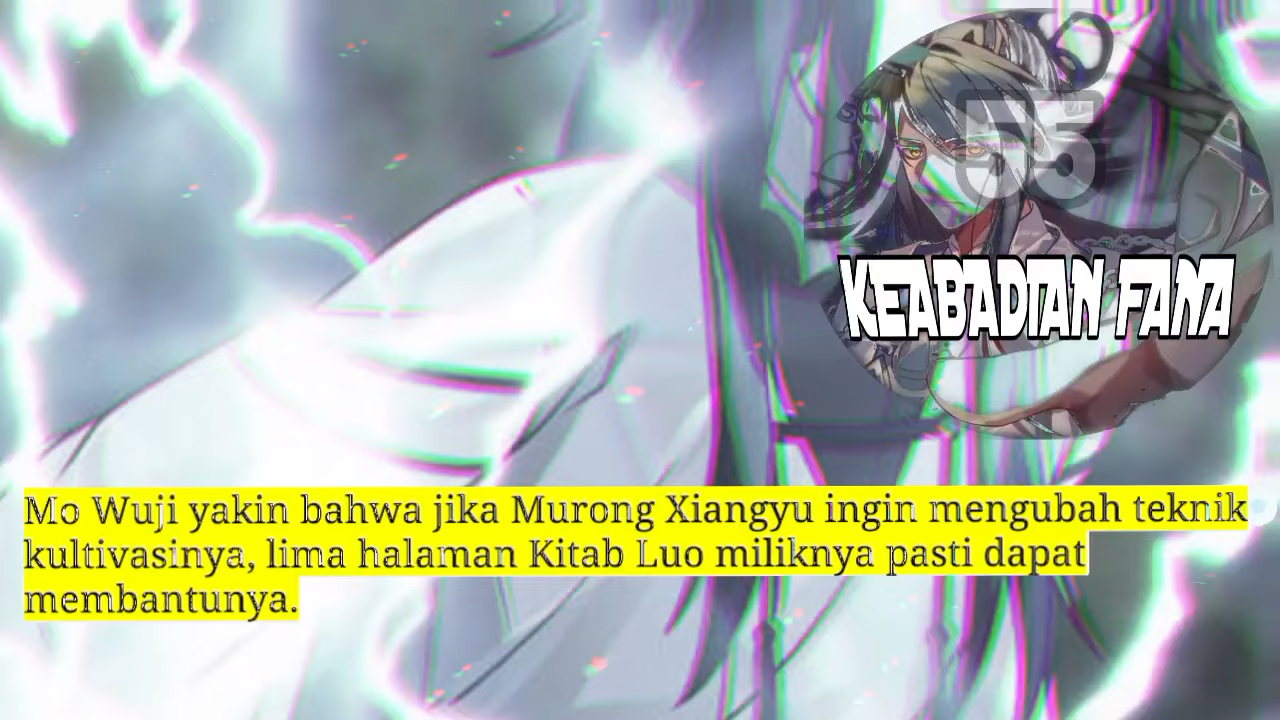 55
KEABADIAN FANA
Mo Wuji yakin bahwa jika Murong Xiangyu ingin mengubah teknik
kultivasinya, lima halaman Kitab Luo miliknya pasti dapat
membantunya.